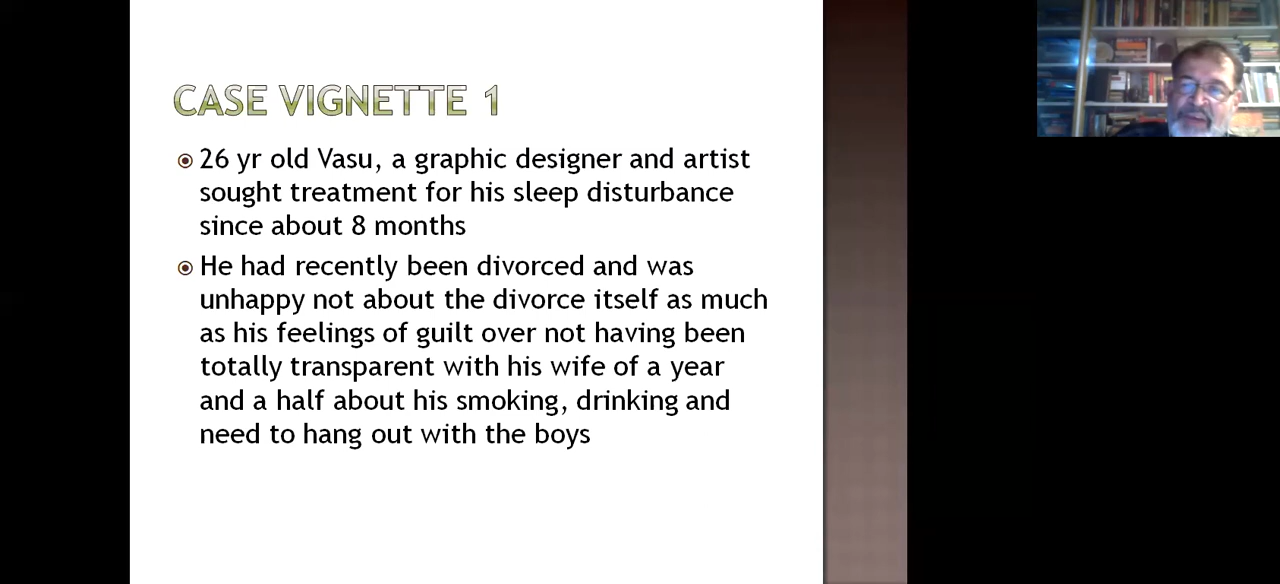 CASE VIGNETTE 1
26 yr old Vasu, a graphic designer and artist
sought treatment for his sleep disturbance
since about 8 months
He had recently been divorced and was
unhappy not about the divorce itself as much
as his feelings of guilt over not having been
totally transparent with his wife of a year
and a half about his smoking, drinking and
need to hang out with the boys